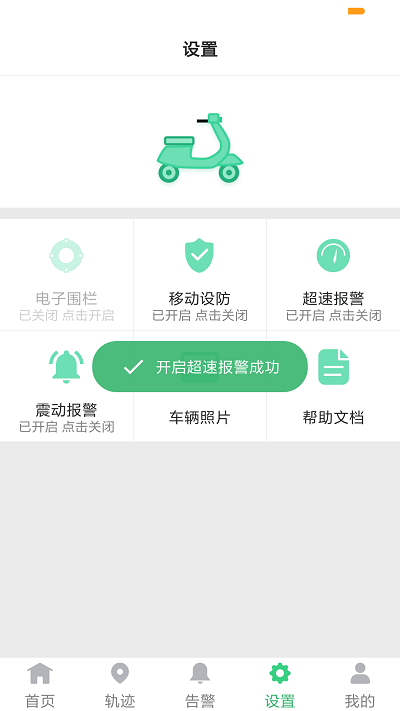 设置
电子围栏
已关闭 点击开启
移动设防
已开启 点击关闭
超速报警
已开启 点击关闭
开启超速报警成功
震动报警
已开启 点击关闭
车辆照片
帮助文档
首页
轨迹
告警
设置
我的